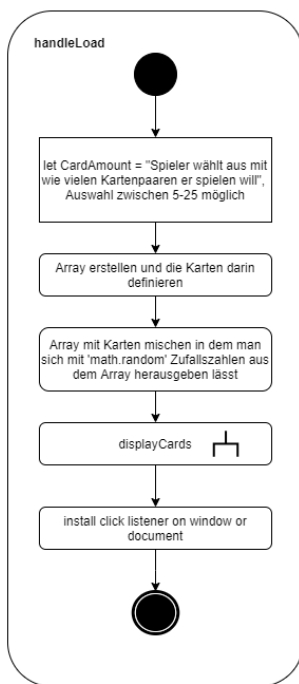 handleLoad
let CardAmount = "Spieler wählt aus mit
wie vielen Kartenpaaren er spielen will",
Auswahl zwischen 5-25 möglich
Array erstellen und die Karten darin
definieren
Array mit Karten mischen in dem man
sich mit 'math.random' Zufallszahlen aus
dem Array herausgeben lässt
displayCards
install click listener on window or
document